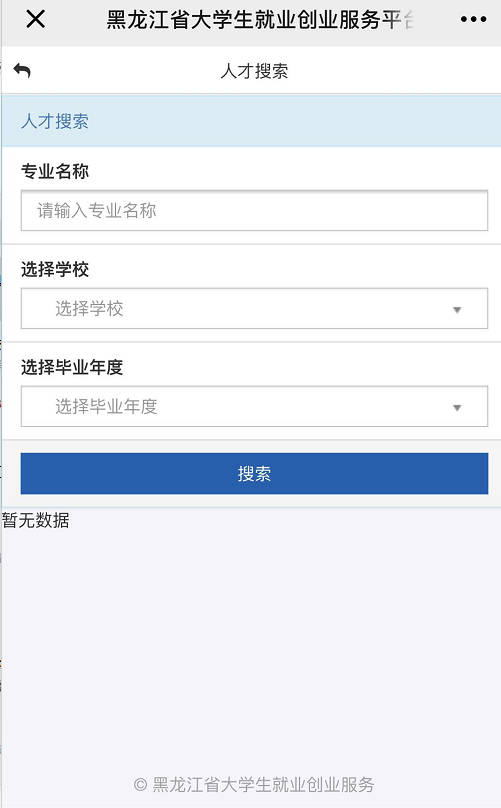 黑龙江省大学生就业创业服务平台
人才搜索
人才搜索
专业名称
请输入专业名称
选择学校
选择学校
选择毕业年度
选择毕业年度
搜索
暂无数据
© 黑龙江省大学生就业创业服务